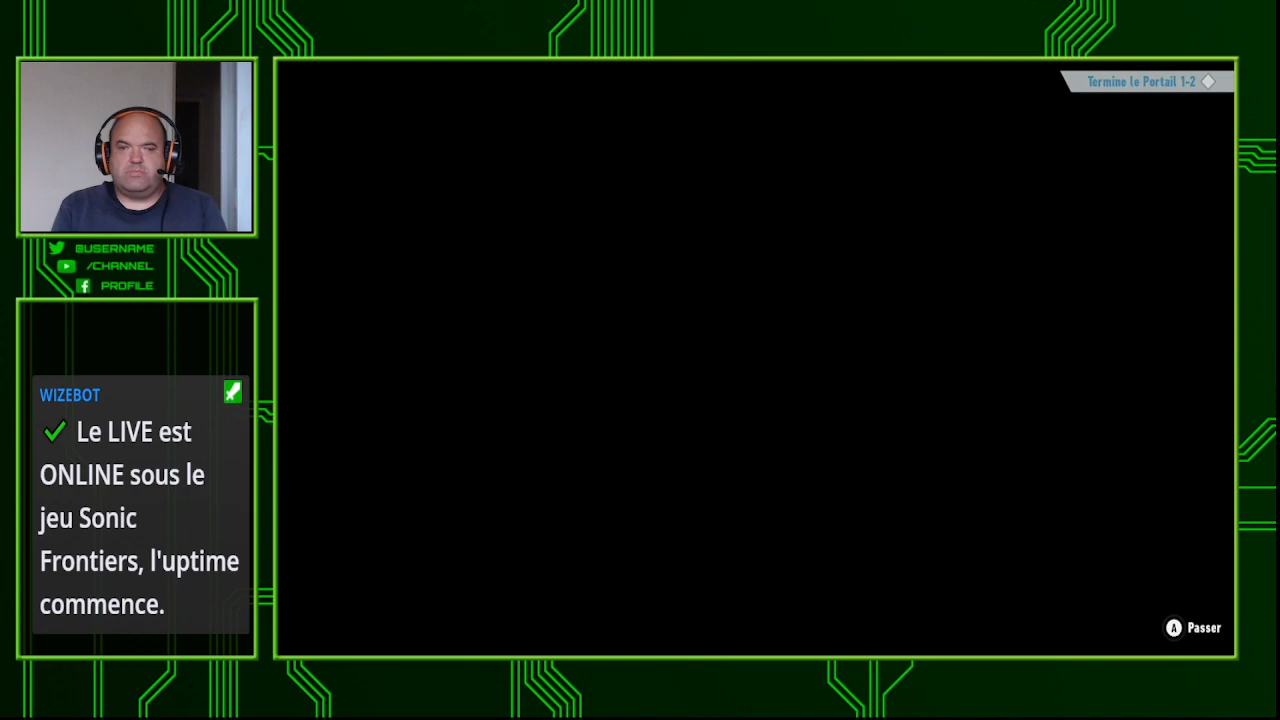 Termine le Portail 1-2
@USERNAME
/CHANNEL
PROFILE
WIZEBOT
Le LIVE est
ONLINE sous le
jeu Sonic
Frontiers, l'uptime
commence.
A Passer